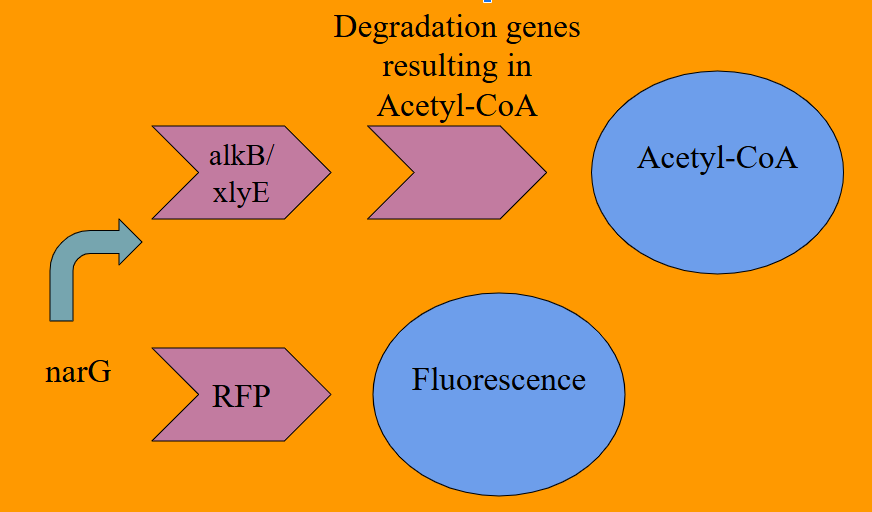 Degradation genes
resulting in
Acetyl-CoA
alkB/
xlyE
Acetyl-CoA
narG
RFP
Fluorescence